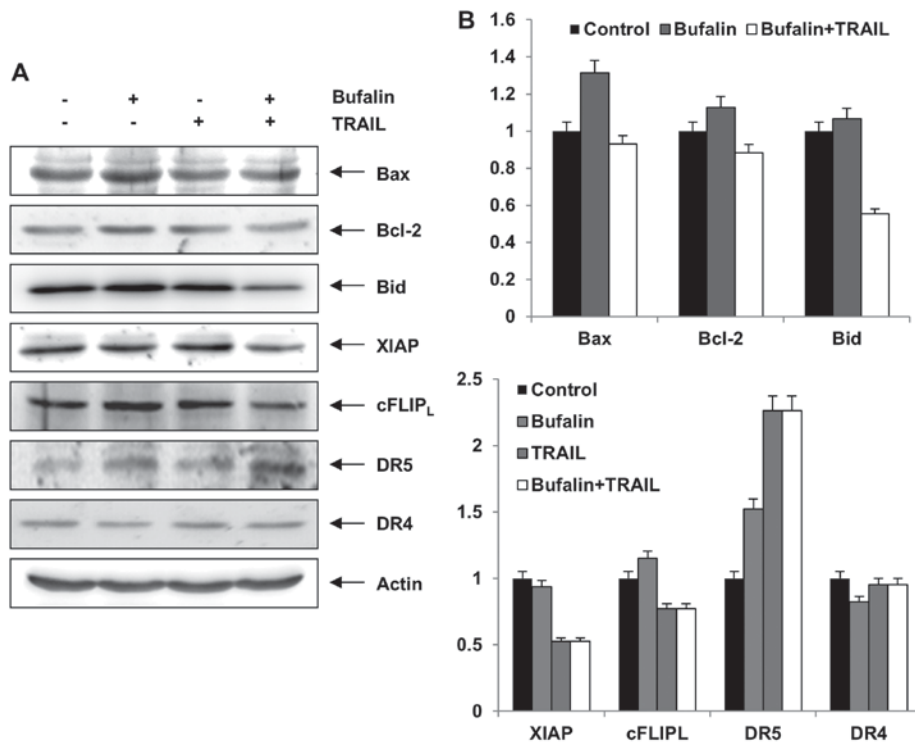 A
- + - + Bufalin
- - + + TRAIL
Bax
Bcl-2
Bid
XIAP
cFLIPL
DR5
DR4
Actin
B
1.6
1.4
1.2
1
0.8
0.6
0.4
0.2
0
Control Bufalin Bufalin+TRAIL
Bax Bcl-2 Bid
2.5
2
1.5
1
0.5
0
Control
Bufalin
TRAIL
Bufalin+TRAIL
XIAP cFLIPL DR5 DR4